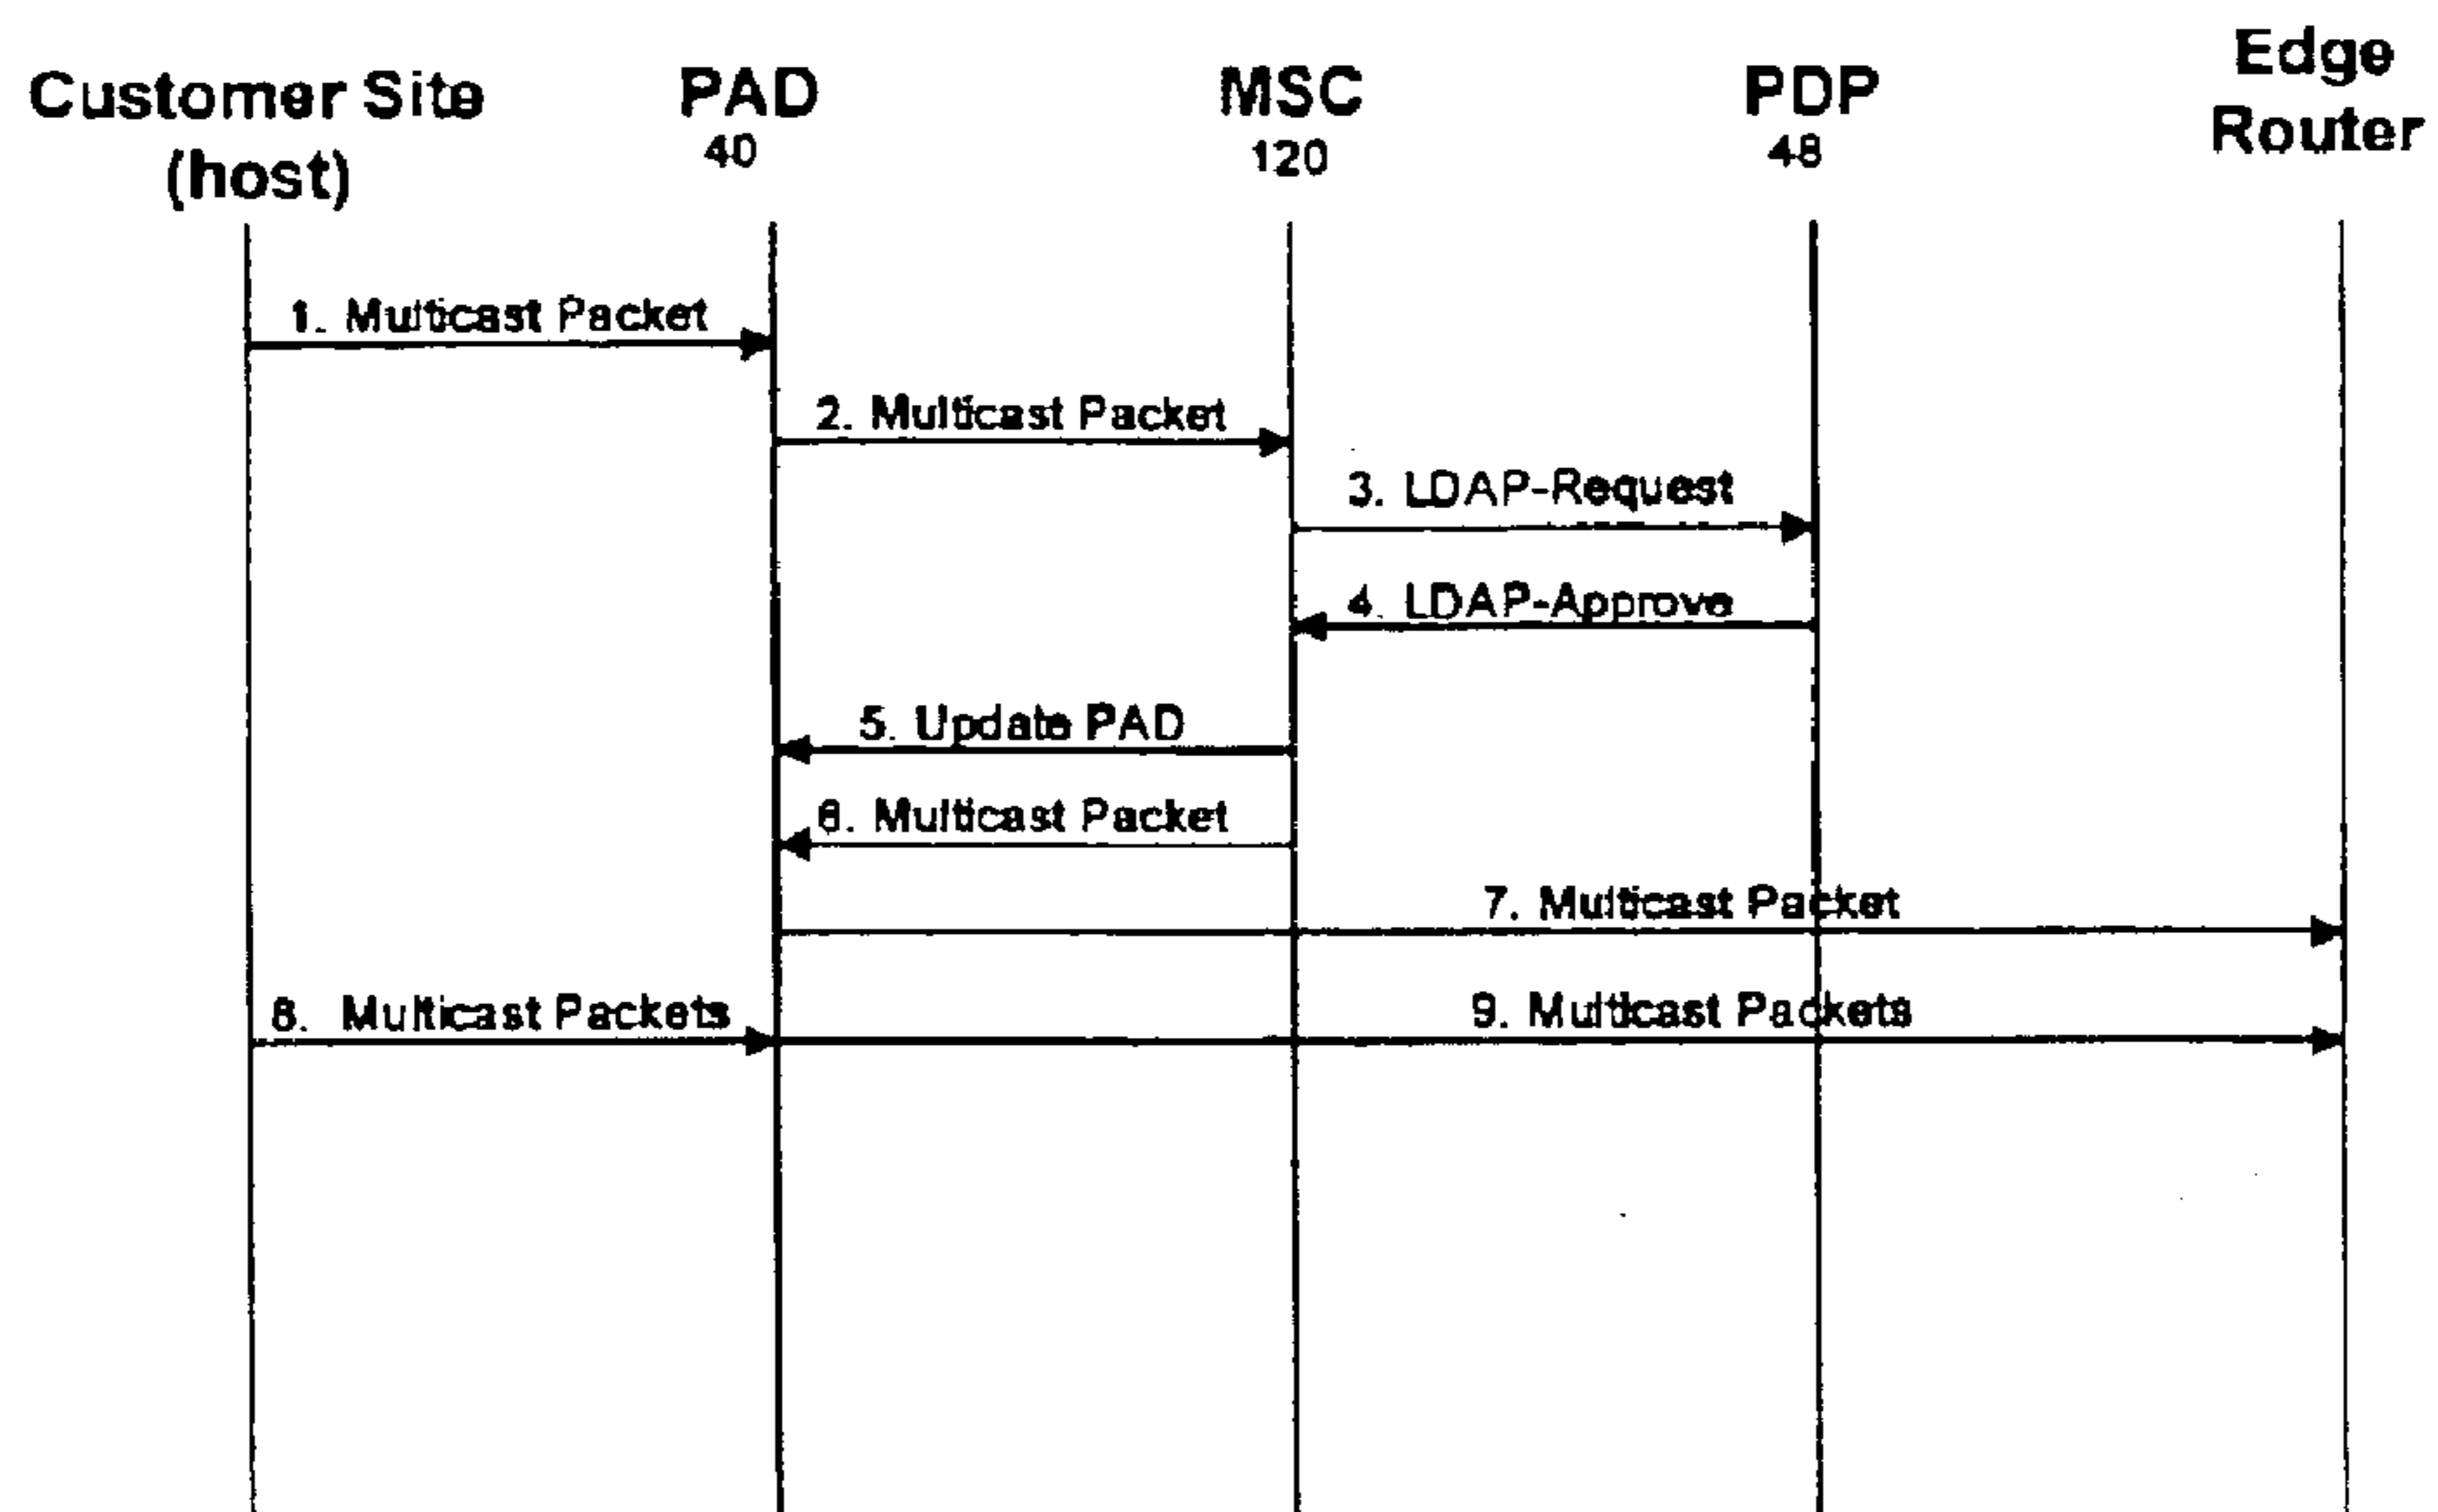 Customer Site
(host)
PAD
40
MSC
120
PDP
48
Edge
Router
1. Multicast Packet
2. Multicast Packet
3. LDAP-Request
4. LDAP-Approve
5. Update PAD
6. Multicast Packet
7. Multicast Packet
8. Multicast Packets
9. Multicast Packets